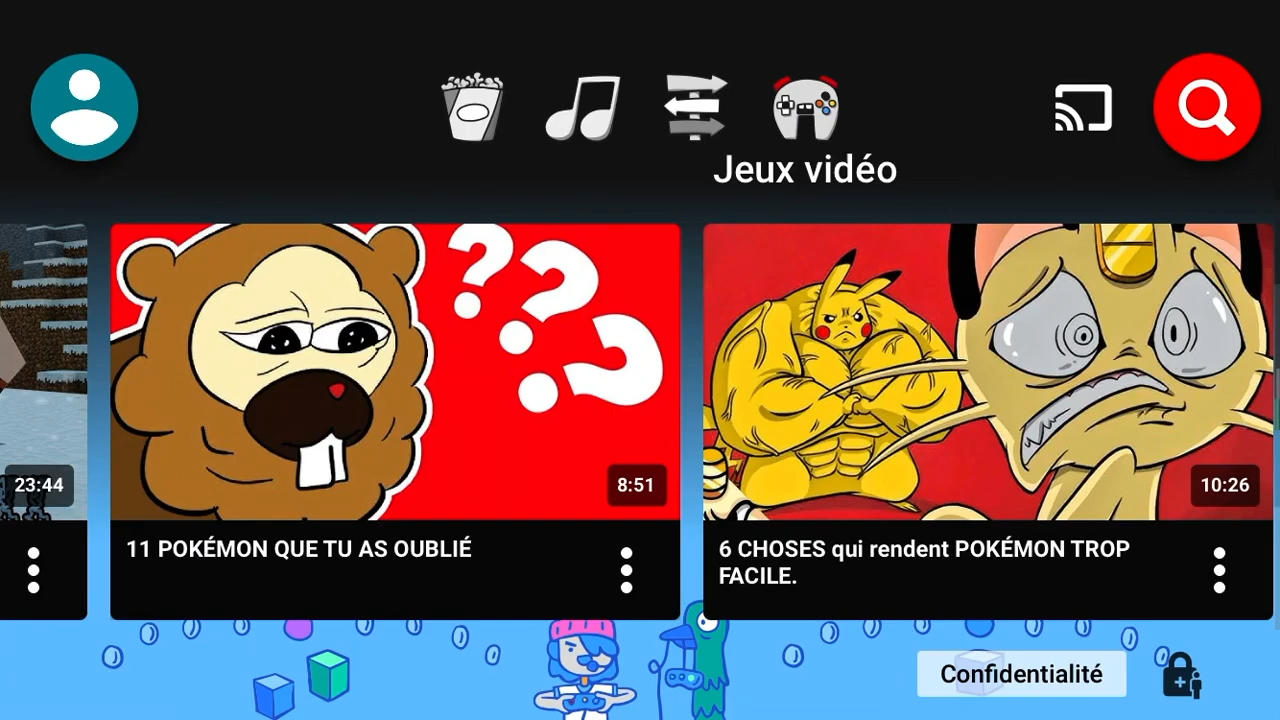 Jeux vidéo
23:44
8:51
10:26
11 POKÉMON QUE TU AS OUBLIÉ
6 CHOSES qui rendent POKÉMON TROP
FACILE.
Confidentialité